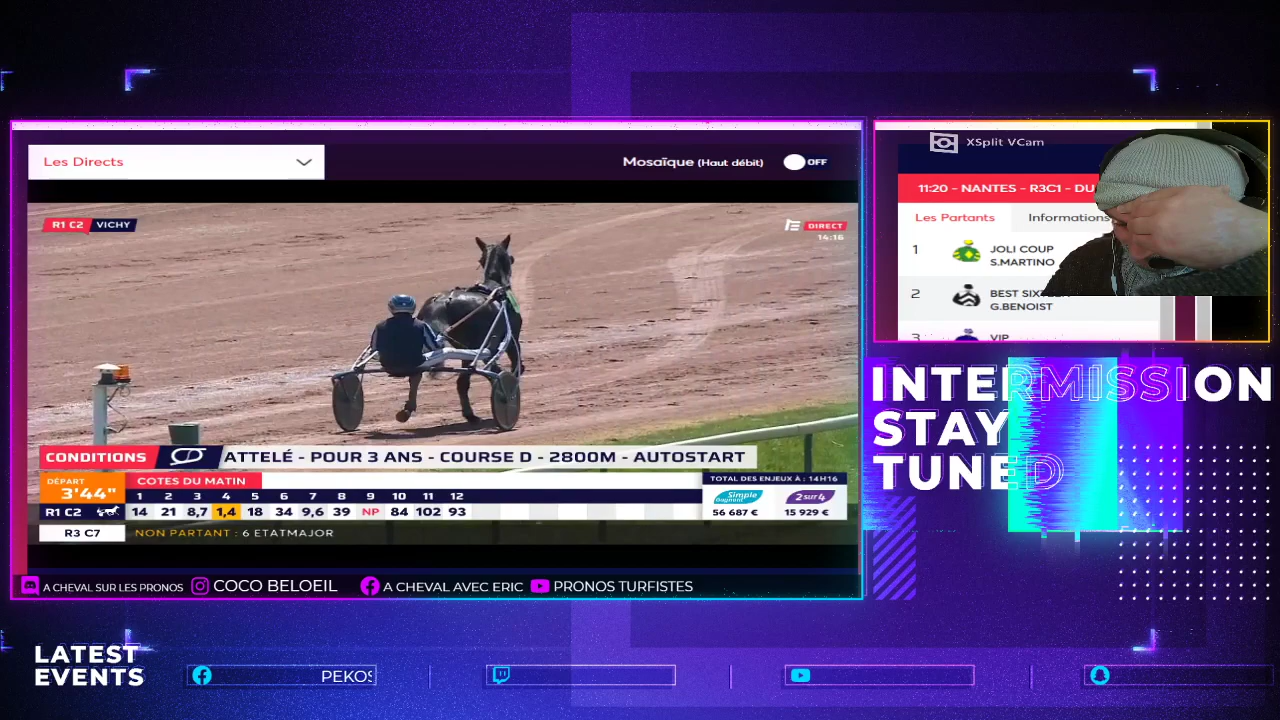 Les Directs
Mosaïque (Haut débit)
OFF
R1 C2 VICHY
DIRECT
14:16
CONDITIONS ATTELÉ - POUR 3 ANS - COURSE D - 2800M - AUTOSTART
DÉPART
3'44"
COTES DU MATIN
TOTAL DES ENJEUX À : 14H16
1 2 3 4 5 6 7 8 9 10 11 12
Simple
Gagnant
2 sur 4
R1 C2 14 21 8,7 1,4 18 34 9,6 39 NP 84 102 93
56 687 € 15 929 €
R3 C7 NON PARTANT : 6 ETATMAJOR
A CHEVAL SUR LES PRONOS COCO BELOEIL A CHEVAL AVEC ERIC PRONOS TURFISTES
XSplit VCam
11:20 - NANTES - R3C1 - DU
Les Partants Informations
1 JOLI COUP
S.MARTINO
2 BEST
G.BENOIST
3 VIP
INTERMISSION
STAY
TUNED
LATEST
EVENTS
PEKOS